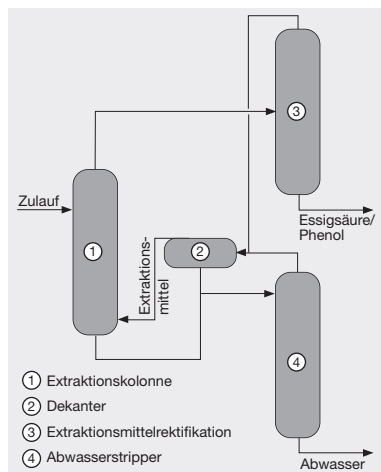 3
Zulauf
Essigsäure/
Phenol
1
Extraktions-
mittel
2
4
1 Extraktionskolonne
2 Dekanter
3 Extraktionsmittelrektifikation
4 Abwasserstripper
Abwasser